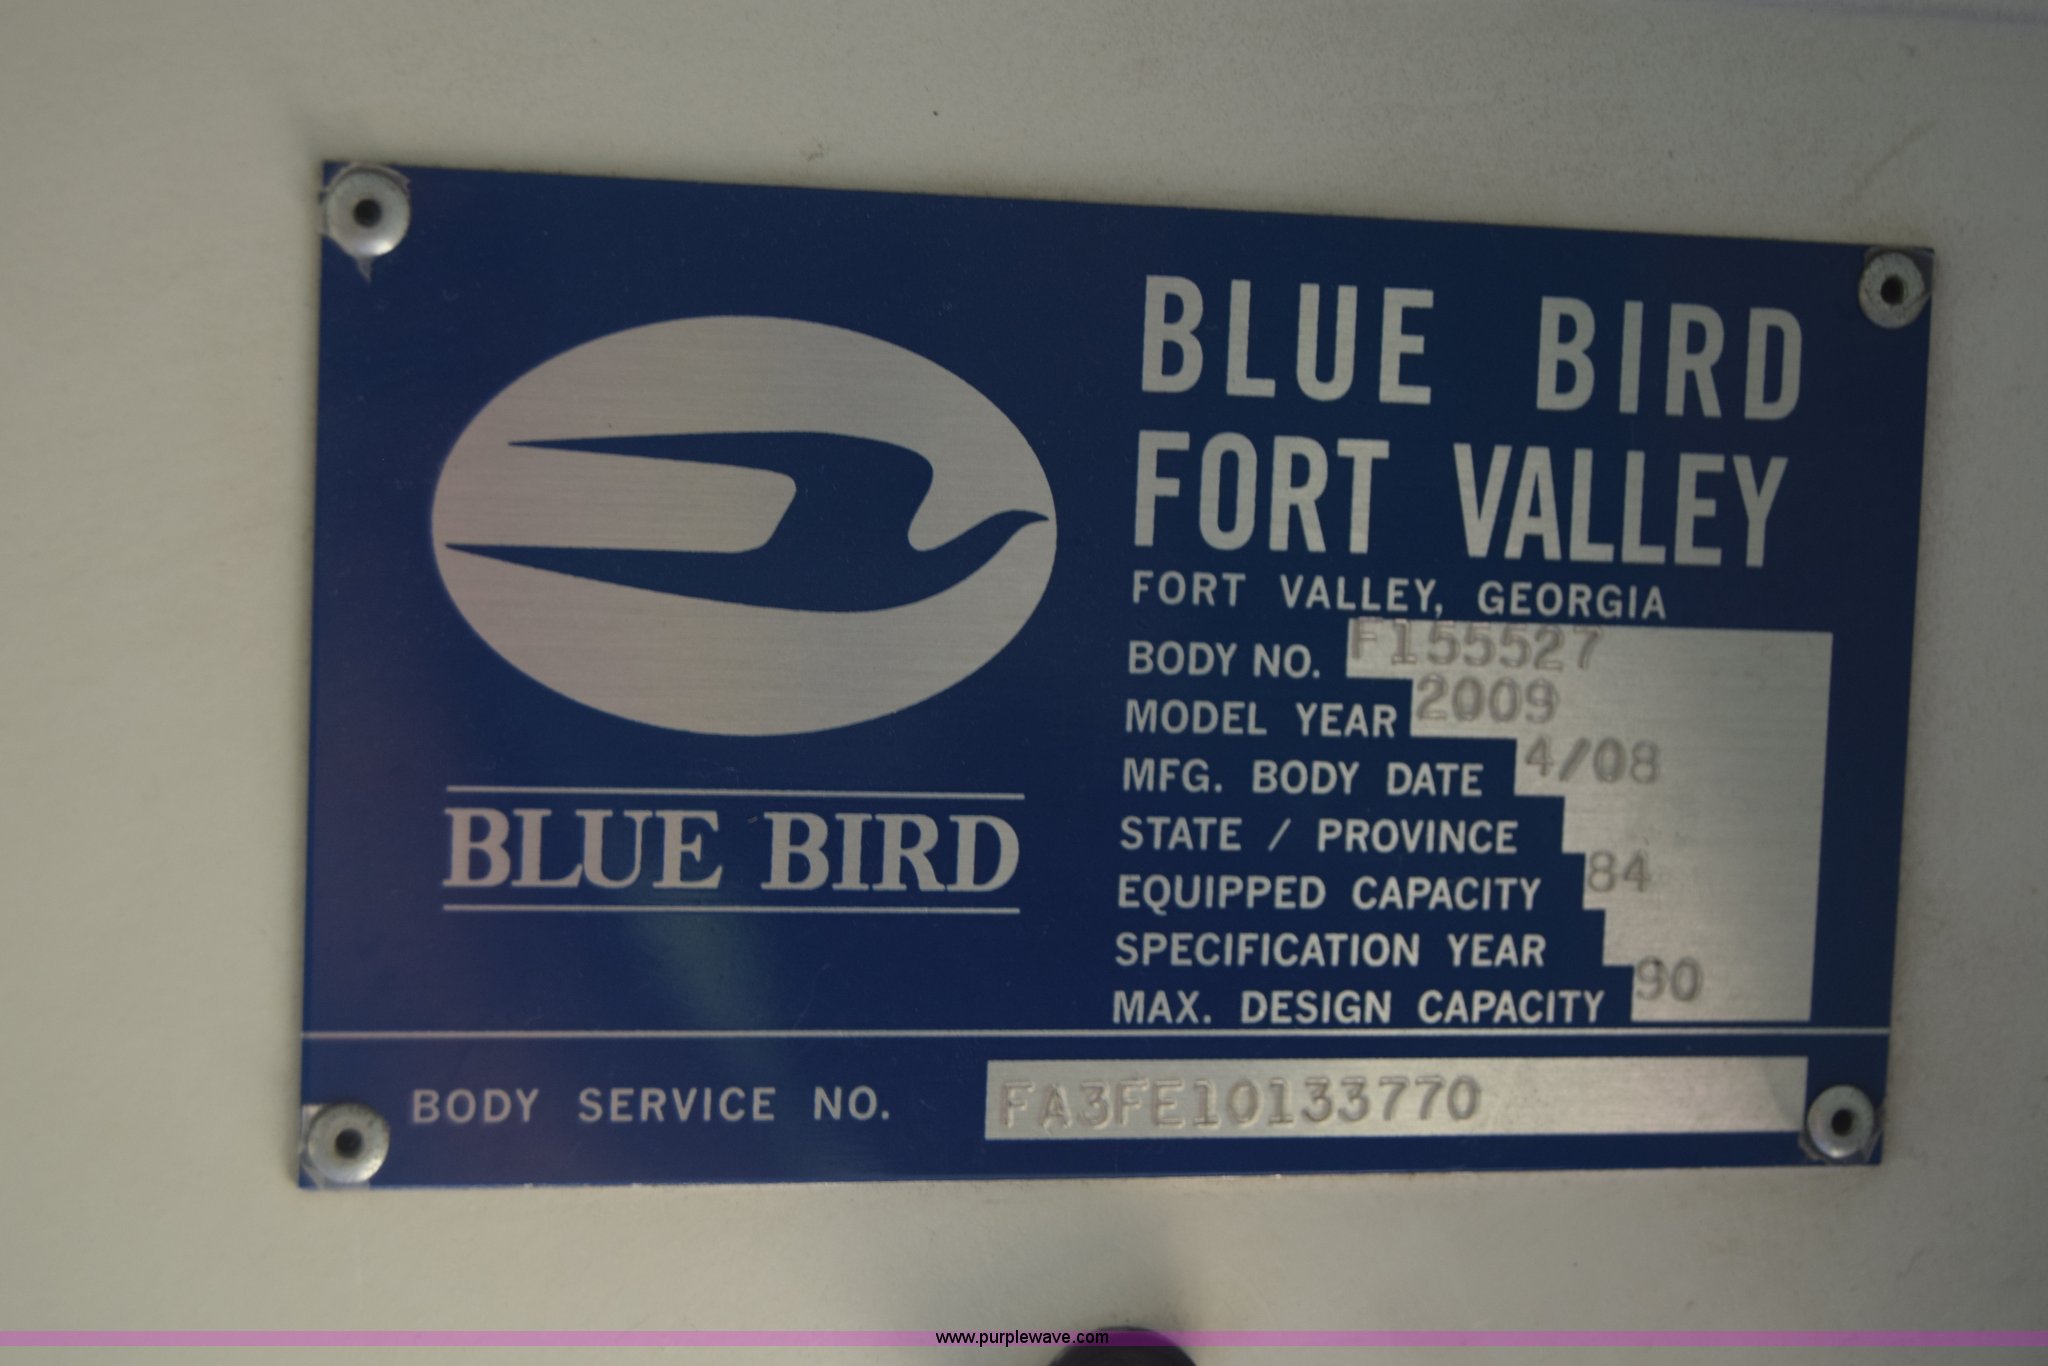 BLUE BIRD
FORT VALLEY
FORT VALLEY, GEORGIA
BODY NO. F155527
MODEL YEAR 2009
MFG. BODY DATE 4/08
STATE / PROVINCE
EQUIPPED CAPACITY 84
SPECIFICATION YEAR
MAX. DESIGN CAPACITY 90
BLUE BIRD
BODY SERVICE NO. FA3FE10133770
www.purplewave.com